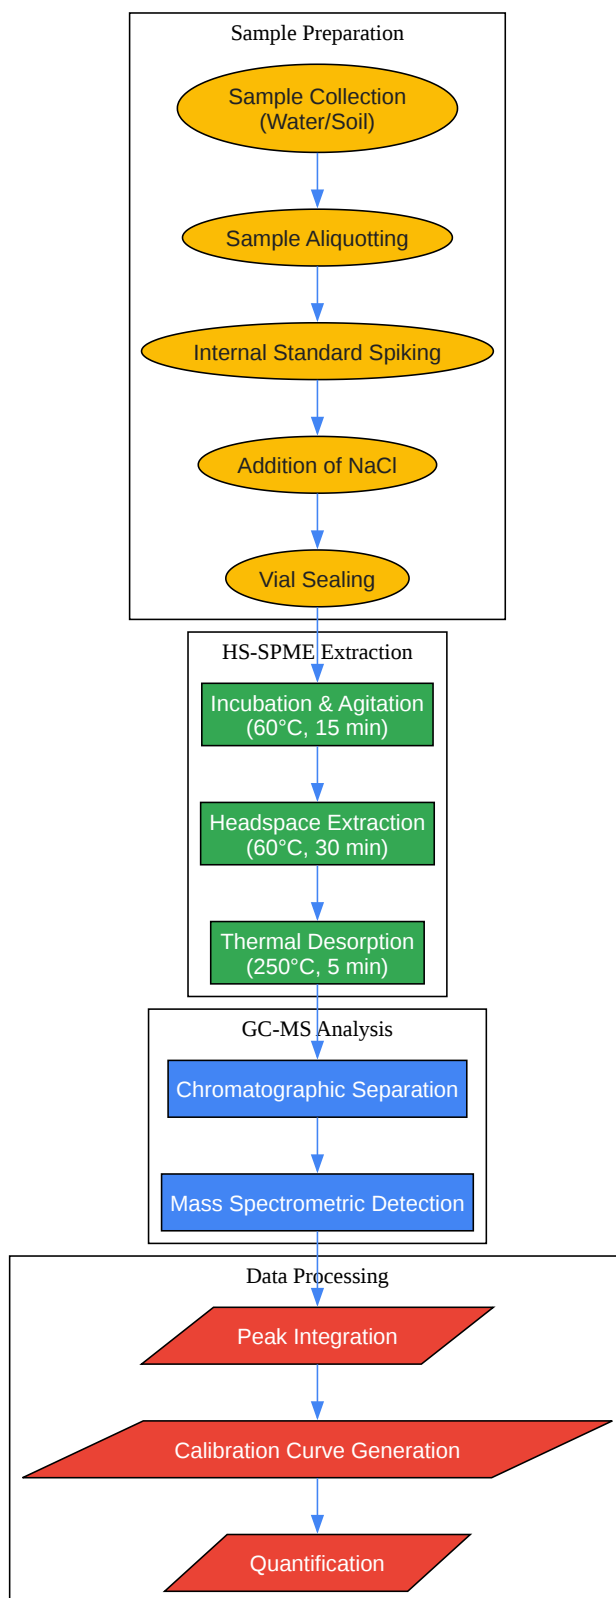 Sample Preparation
Sample Collection
(Water/Soil)
Sample Aliquotting
Internal Standard Spiking
Addition of NaCl
Vial Sealing
HS-SPME Extraction
Incubation & Agitation
(60°C, 15 min)
Headspace Extraction
(60°C, 30 min)
Thermal Desorption
(250°C, 5 min)
GC-MS Analysis
Chromatographic Separation
Mass Spectrometric Detection
Data Processing
Peak Integration
Calibration Curve Generation
Quantification